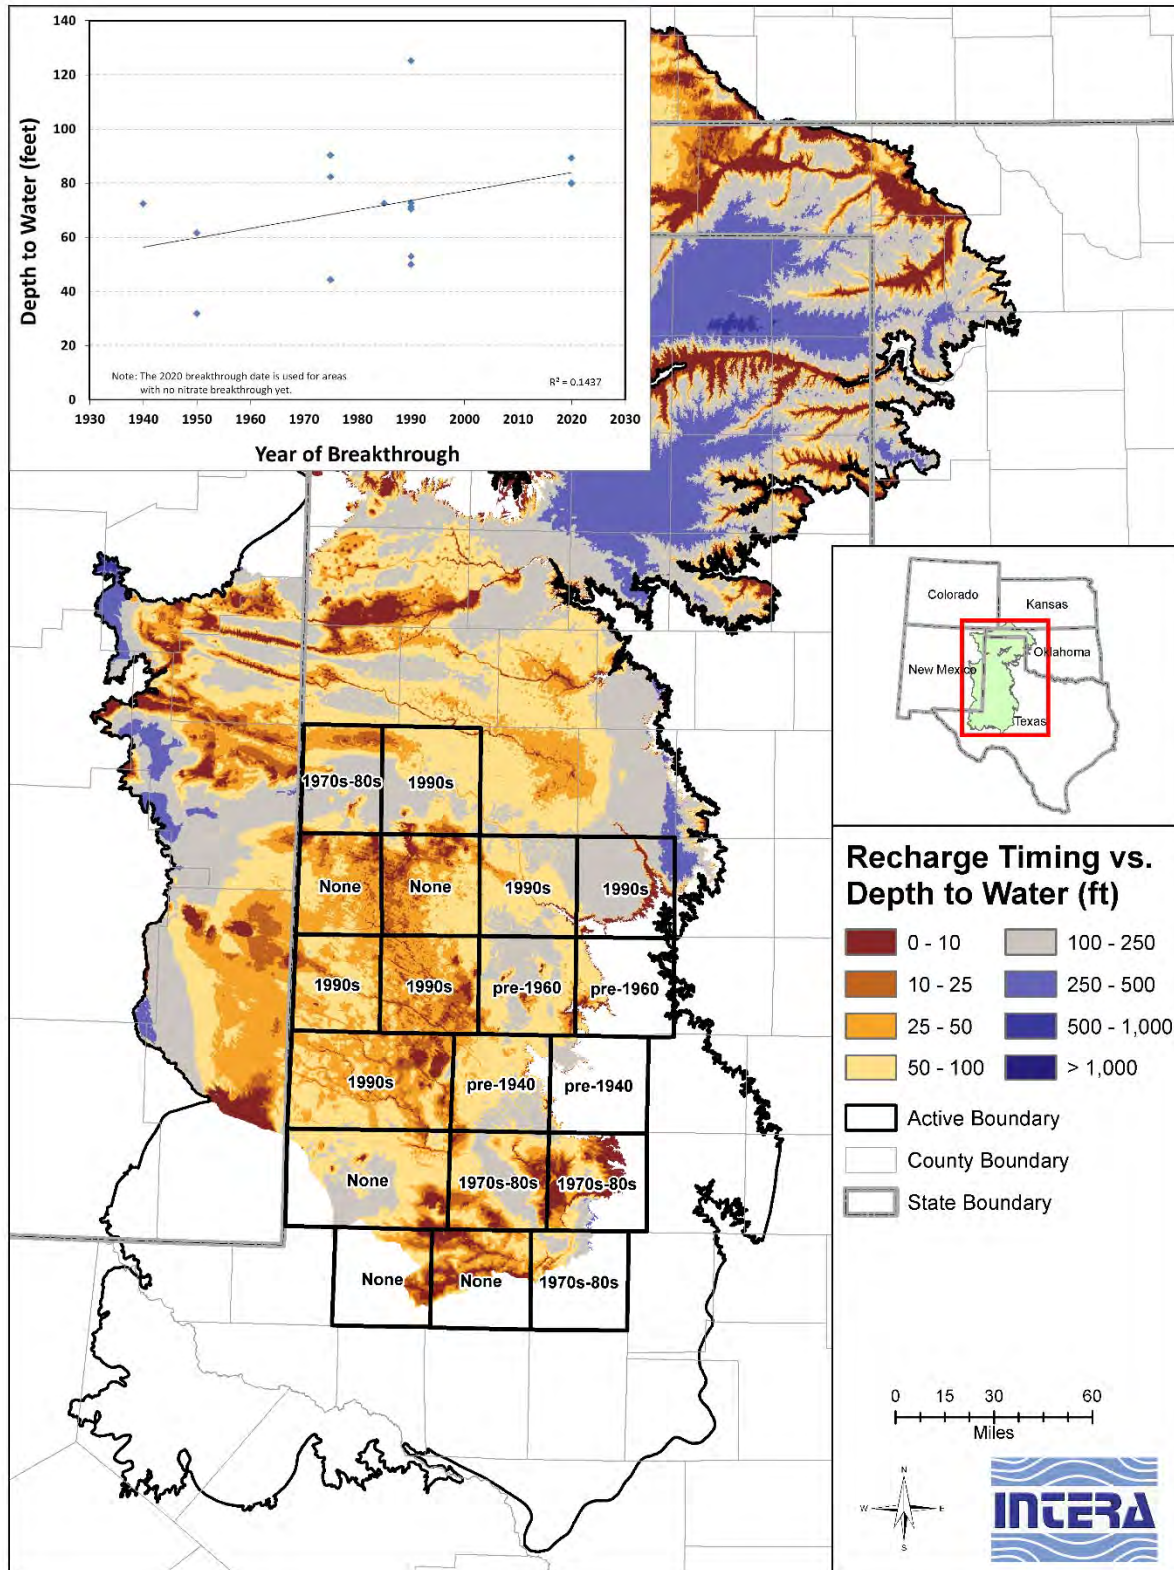 140
120
100
80
60
40
20
0
Depth to Water (feet)
Note: The 2020 breakthrough date is used for areas
with no nitrate breakthrough yet.
R² = 0.1437
1930 1940 1950 1960 1970 1980 1990 2000 2010 2020 2030
Year of Breakthrough
Colorado
Kansas
New Mexico
Oklahoma
Texas
1970s-80s
1990s
None
None
1990s
1990s
1990s
1990s
pre-1960
pre-1960
1990s
pre-1940
pre-1940
None
1970s-80s
1970s-80s
None
None
1970s-80s
Recharge Timing vs.
Depth to Water (ft)
0 - 10
10 - 25
25 - 50
50 - 100
100 - 250
250 - 500
500 - 1,000
> 1,000
Active Boundary
County Boundary
State Boundary
0 15 30 60
Miles
N
W
E
S
INTERA